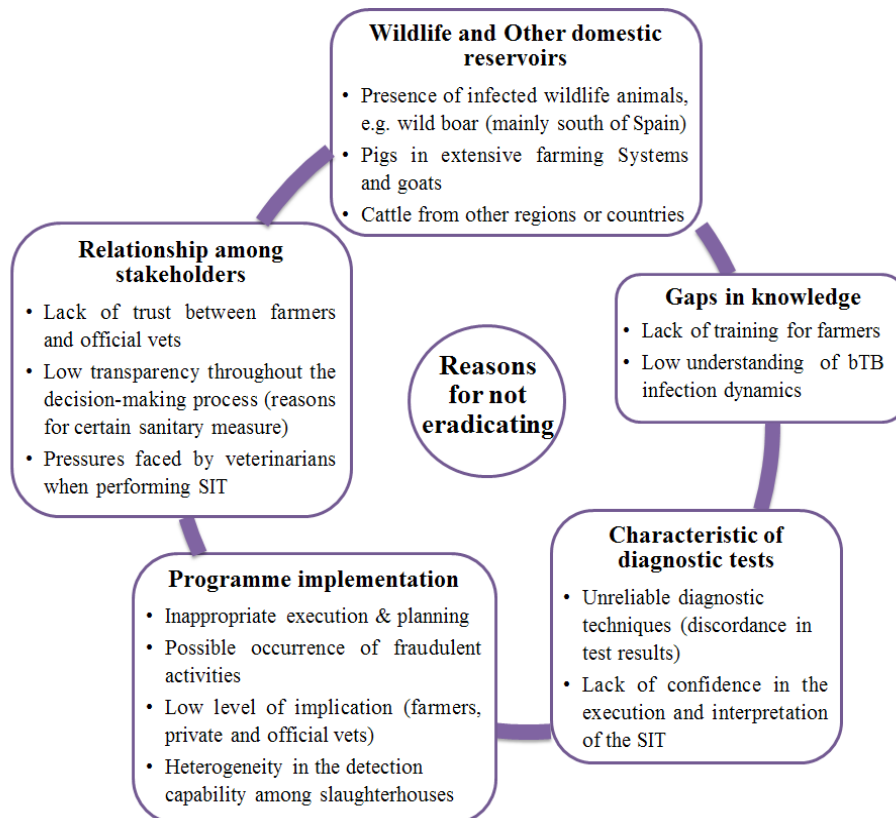 Wildlife and Other domestic
reservoirs
• Presence of infected wildlife animals,
e.g. wild boar (mainly south of Spain)
• Pigs in extensive farming Systems
and goats
• Cattle from other regions or countries
Relationship among
stakeholders
• Lack of trust between farmers
and official vets
• Low transparency throughout the
decision-making process (reasons
for certain sanitary measure)
• Pressures faced by veterinarians
when performing SIT
Gaps in knowledge
• Lack of training for farmers
• Low understanding of bTB
infection dynamics
Reasons
for not
eradicating
Programme implementation
• Inappropriate execution & planning
• Possible occurrence of fraudulent
activities
• Low level of implication (farmers,
private and official vets)
• Heterogeneity in the detection
capability among slaughterhouses
Characteristic of
diagnostic tests
• Unreliable diagnostic
techniques (discordance in
test results)
• Lack of confidence in the
execution and interpretation
of the SIT